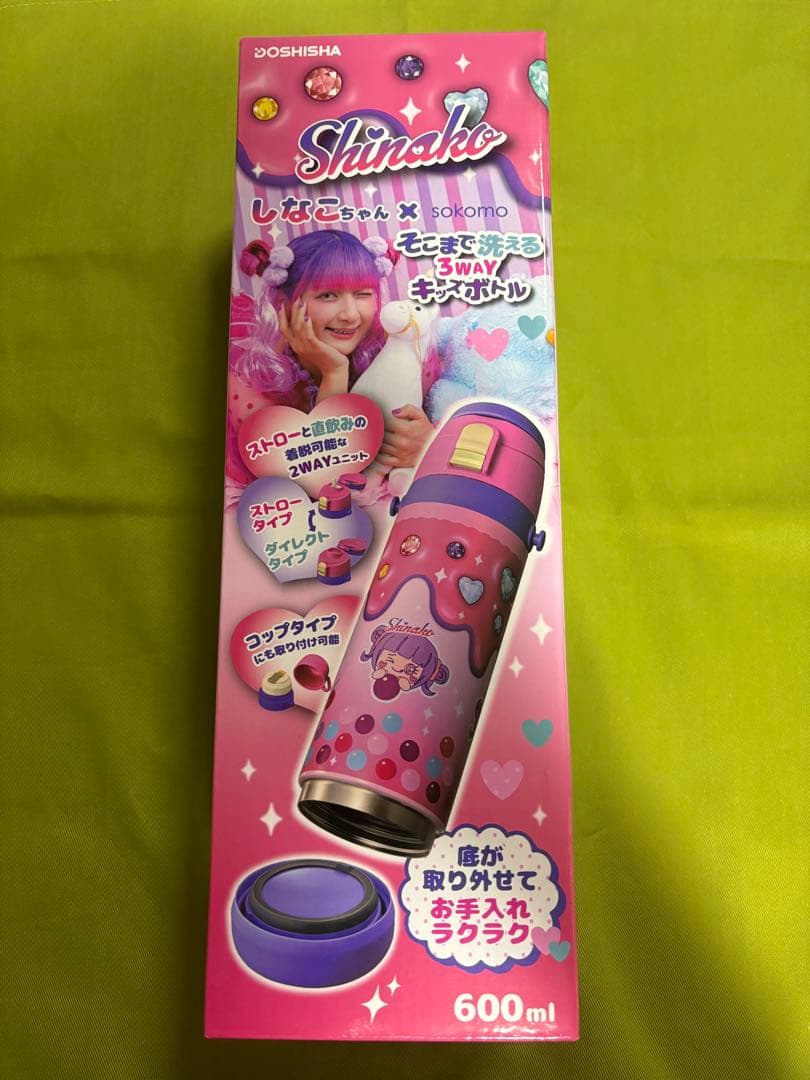 DOSHISHA
Shinako
しなこちゃん × sokomo
そこまで洗える
3WAY
キッズボトル
ストローと直飲みの
着脱可能な
2WAYユニット
ストロー
タイプ
ダイレクト
タイプ
コップタイプ
にも取り付け可能
Shinako
底が
取り外せて
お手入れ
ラクラク
600ml